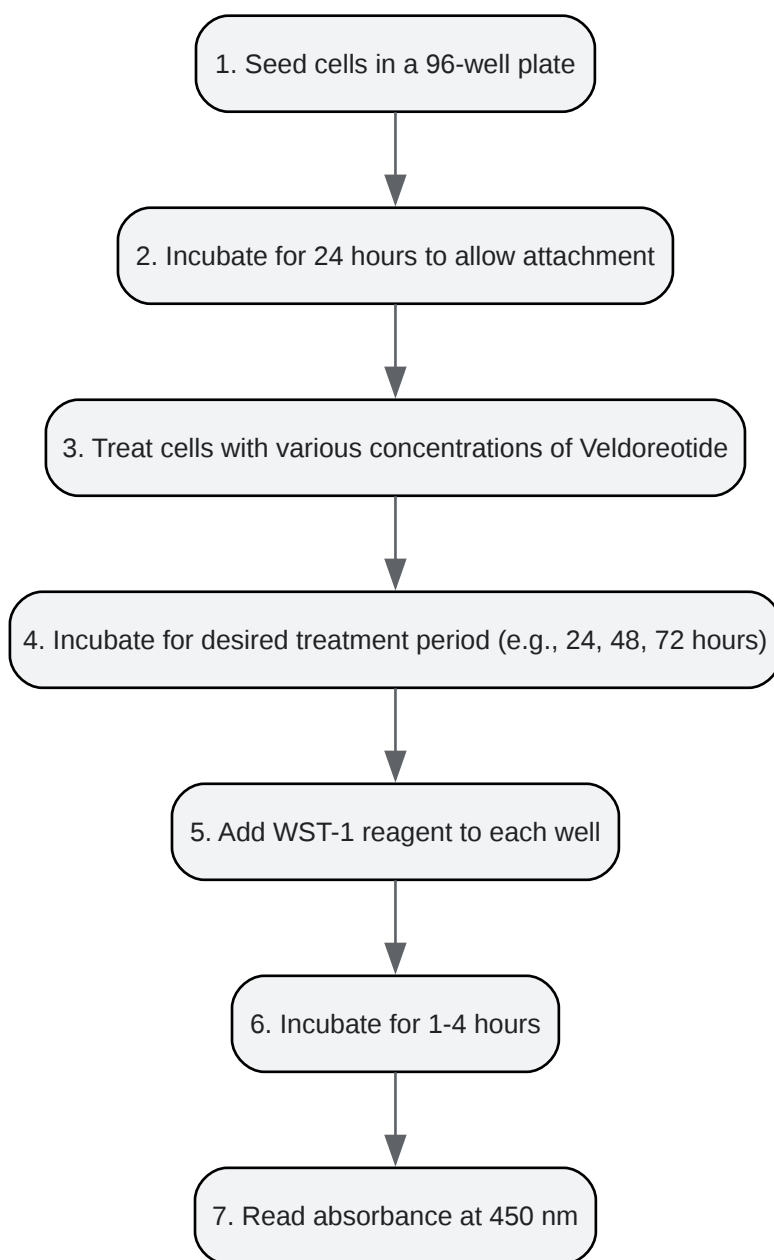 1. Seed cells in a 96-well plate
2. Incubate for 24 hours to allow attachment
3. Treat cells with various concentrations of Veldoreotide
4. Incubate for desired treatment period (e.g., 24, 48, 72 hours)
5. Add WST-1 reagent to each well
6. Incubate for 1-4 hours
7. Read absorbance at 450 nm